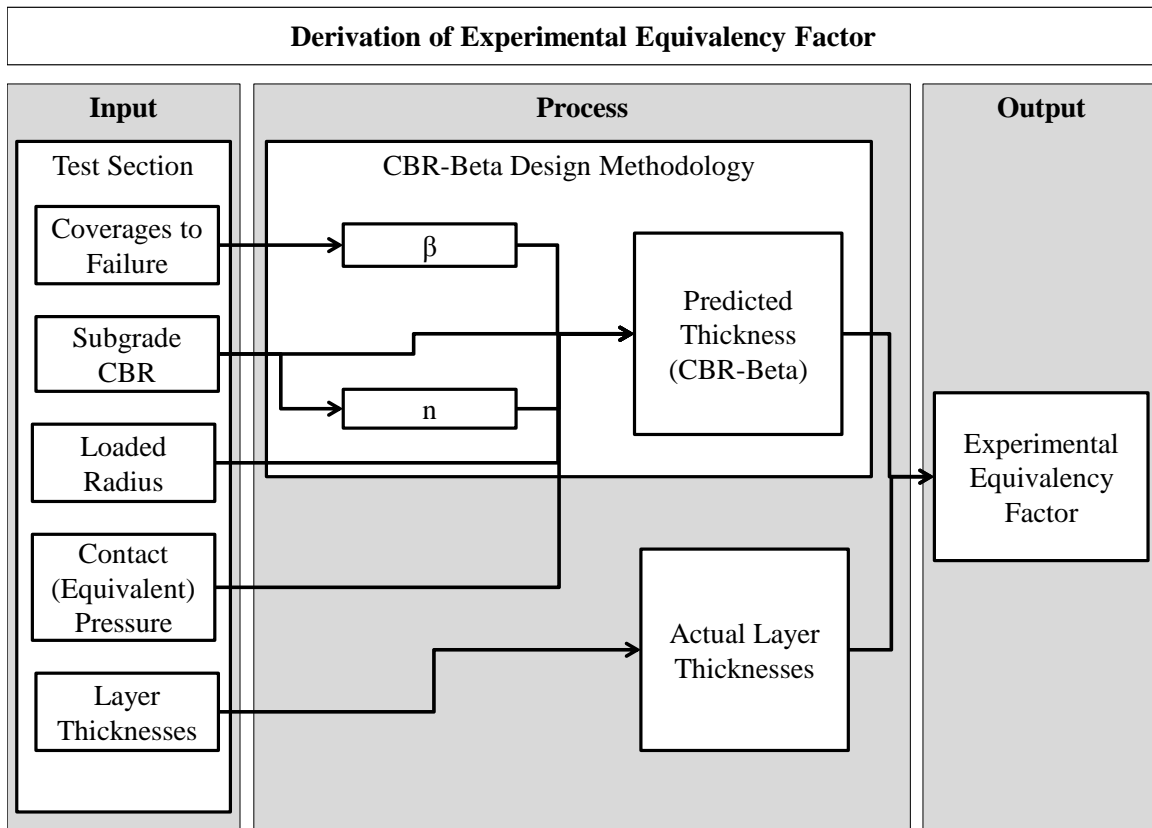 Derivation of Experimental Equivalency Factor
Input
Process
Output
Test Section
Coverages to
Failure
Subgrade
CBR
Loaded
Radius
Contact
(Equivalent)
Pressure
Layer
Thicknesses
CBR-Beta Design Methodology
β
n
Predicted
Thickness
(CBR-Beta)
Actual Layer
Thicknesses
Experimental
Equivalency
Factor